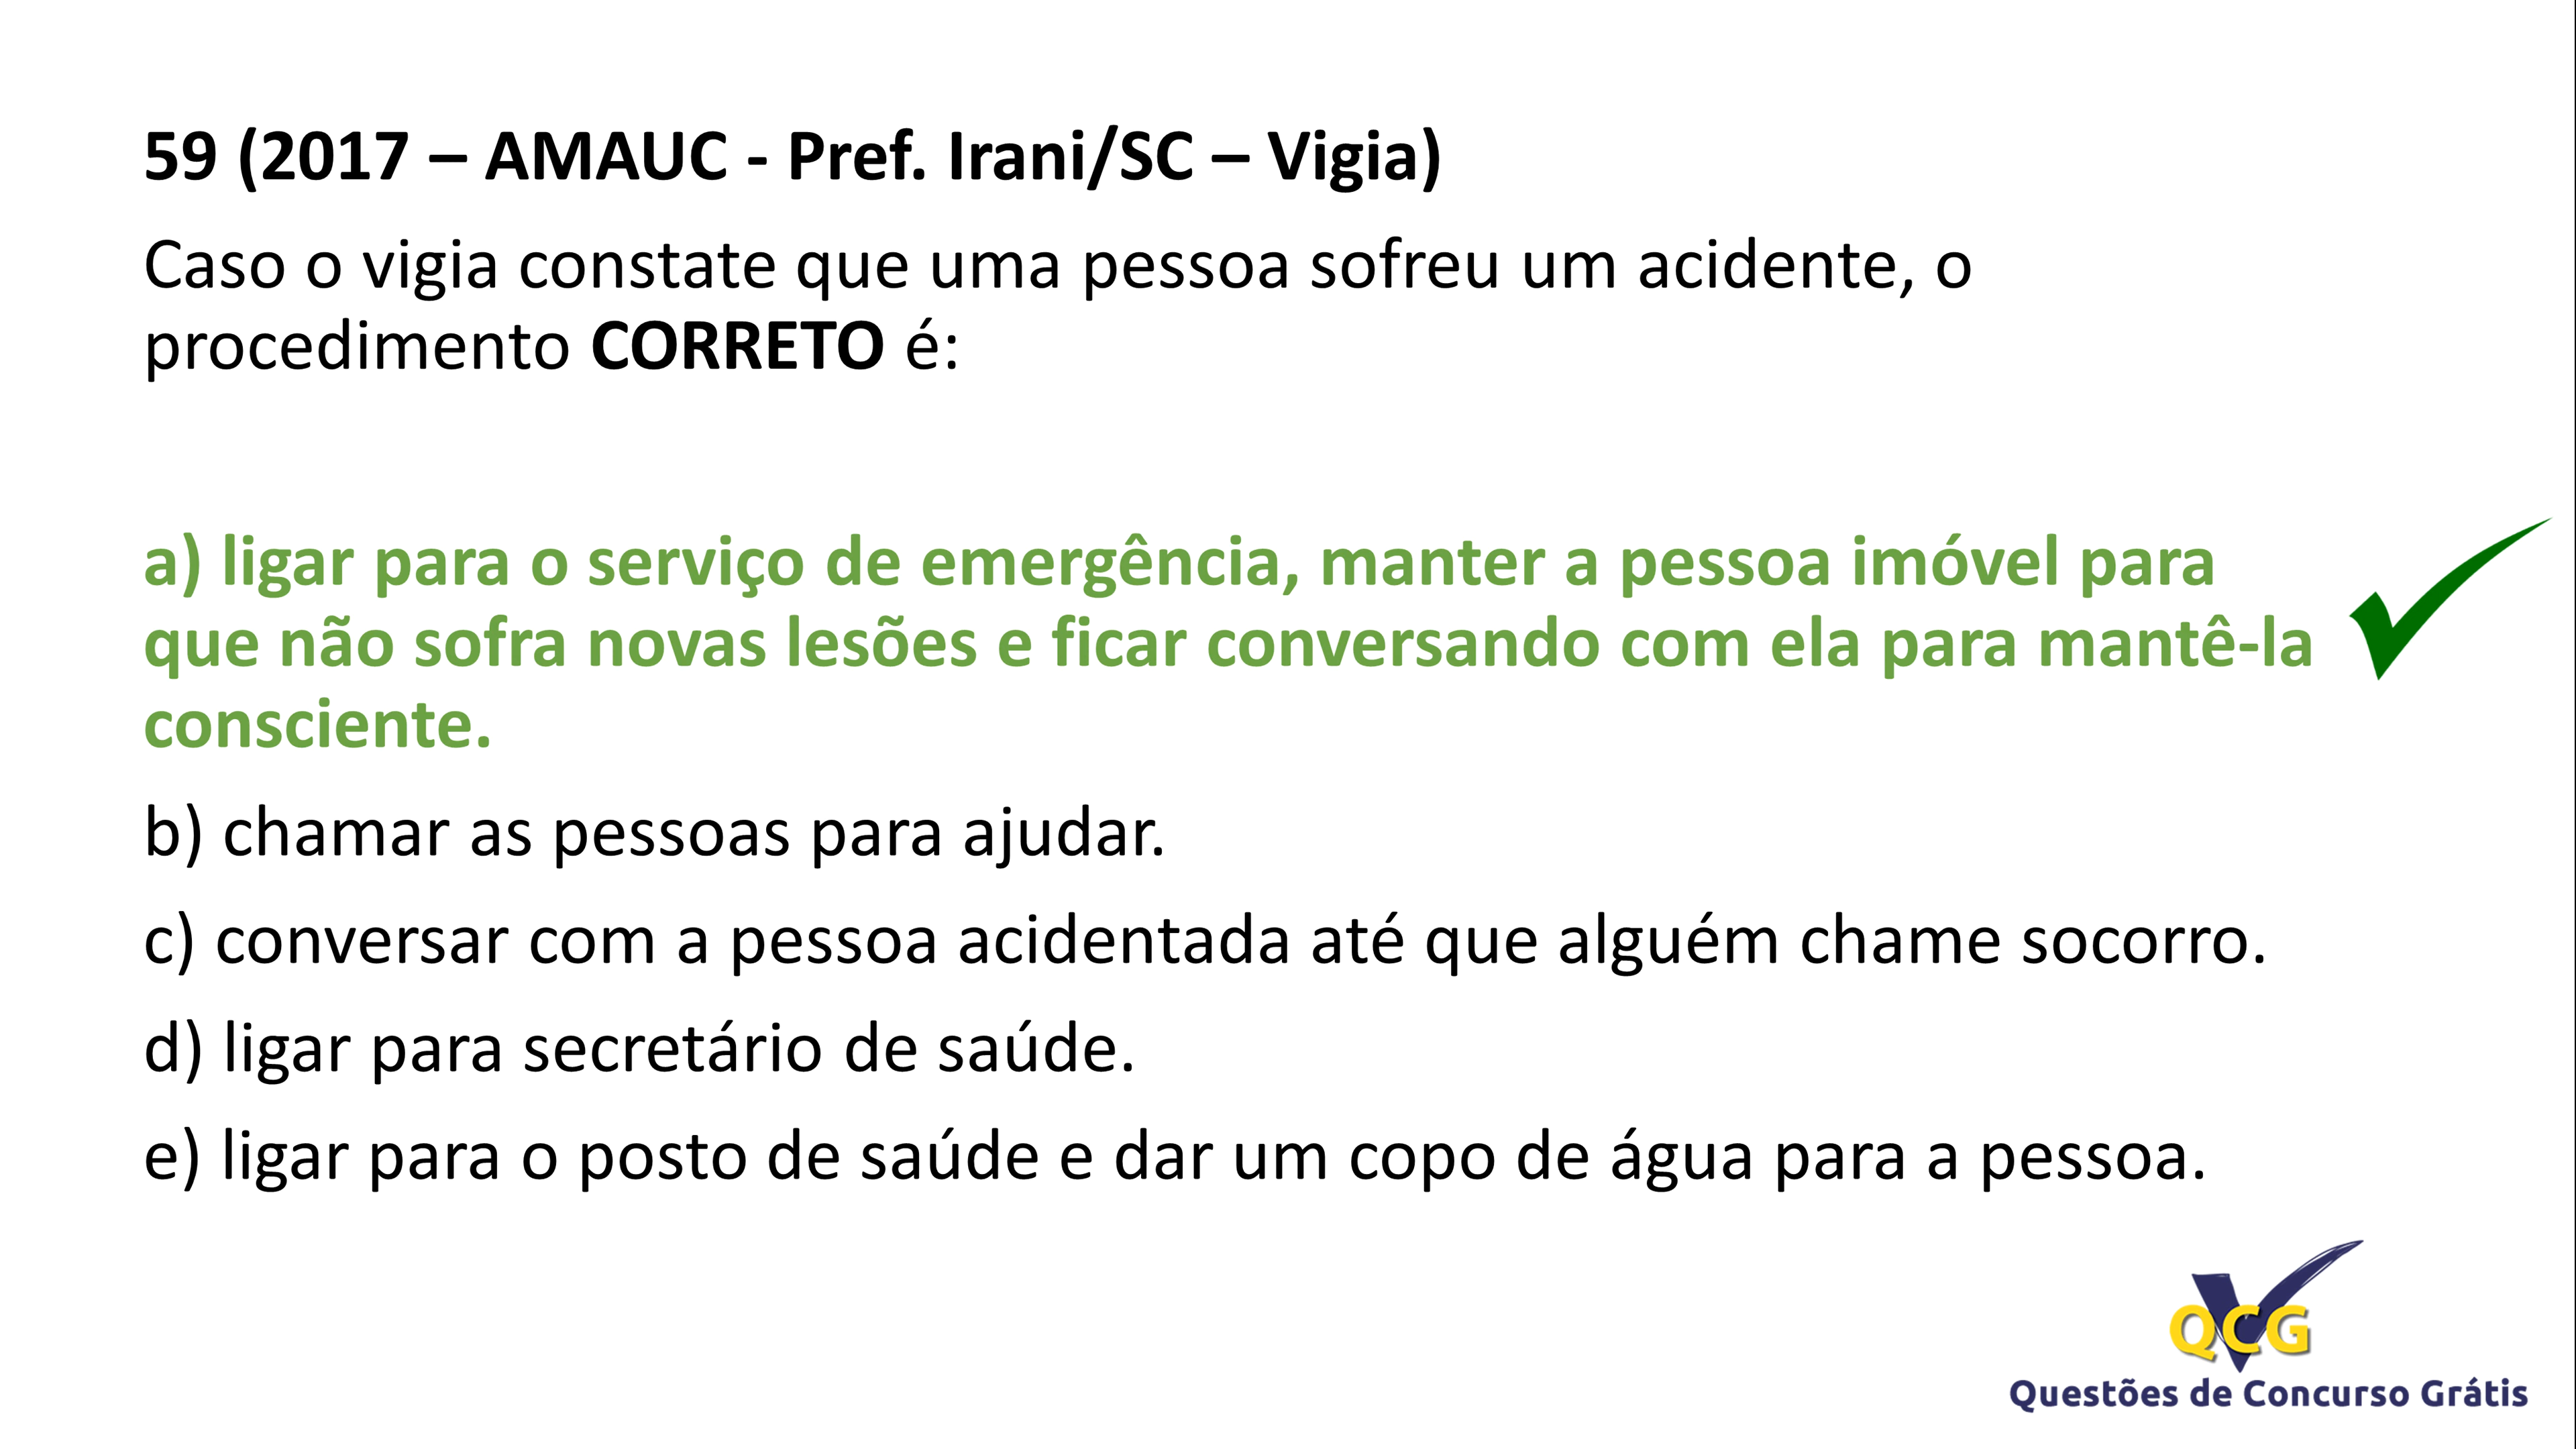 59 (2017 – AMAUC - Pref. Irani/SC – Vigia)
Caso o vigia constate que uma pessoa sofreu um acidente, o
procedimento CORRETO é:
a) ligar para o serviço de emergência, manter a pessoa imóvel para
que não sofra novas lesões e ficar conversando com ela para mantê-la
consciente.
b) chamar as pessoas para ajudar.
c) conversar com a pessoa acidentada até que alguém chame socorro.
d) ligar para secretário de saúde.
e) ligar para o posto de saúde e dar um copo de água para a pessoa.
QCG
Questões de Concurso Grátis